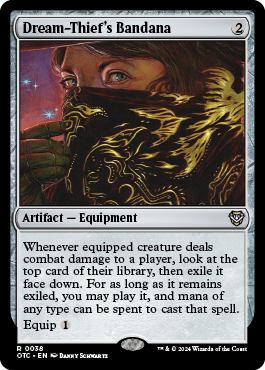 Dream-Thief's Bandana 2
Artifact — Equipment
Whenever equipped creature deals
combat damage to a player, look at the
top card of their library, then exile it
face down. For as long as it remains
exiled, you may play it, and mana of
any type can be spent to cast that spell.
Equip 1
R 0038
OTC • EN Danny Schwartz
™ & © 2024 Wizards of the Coast